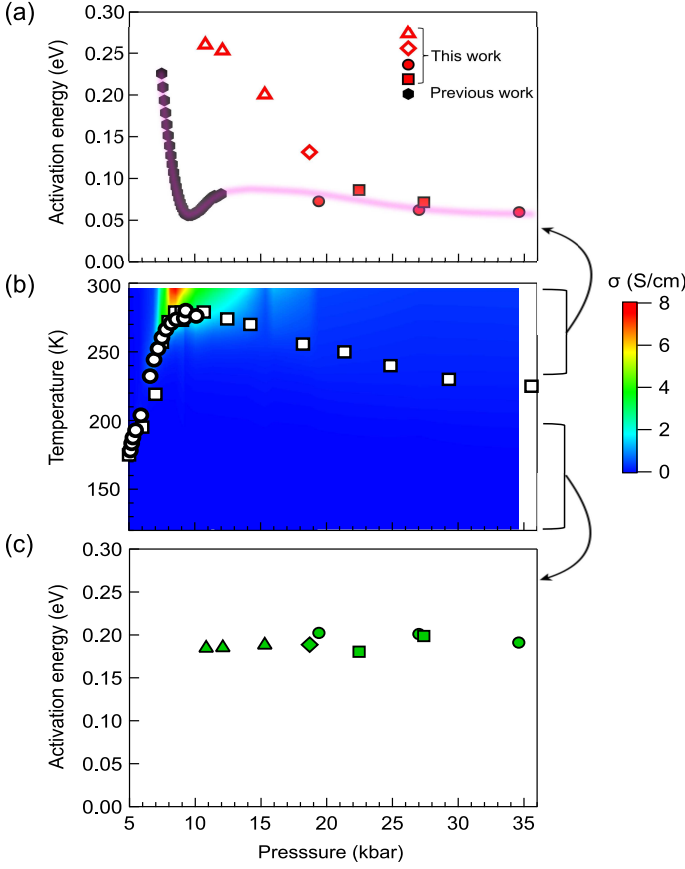 (a)
0.30
0.25
0.20
0.15
0.10
0.05
0.00
Activation energy (eV)
This work
Previous work
(b)
300
250
200
150
Temperature (K)
σ (S/cm)
8
6
4
2
0
(c)
0.30
0.25
0.20
0.15
0.10
0.05
0.00
Activation energy (eV)
5 10 15 20 25 30 35
Presssure (kbar)